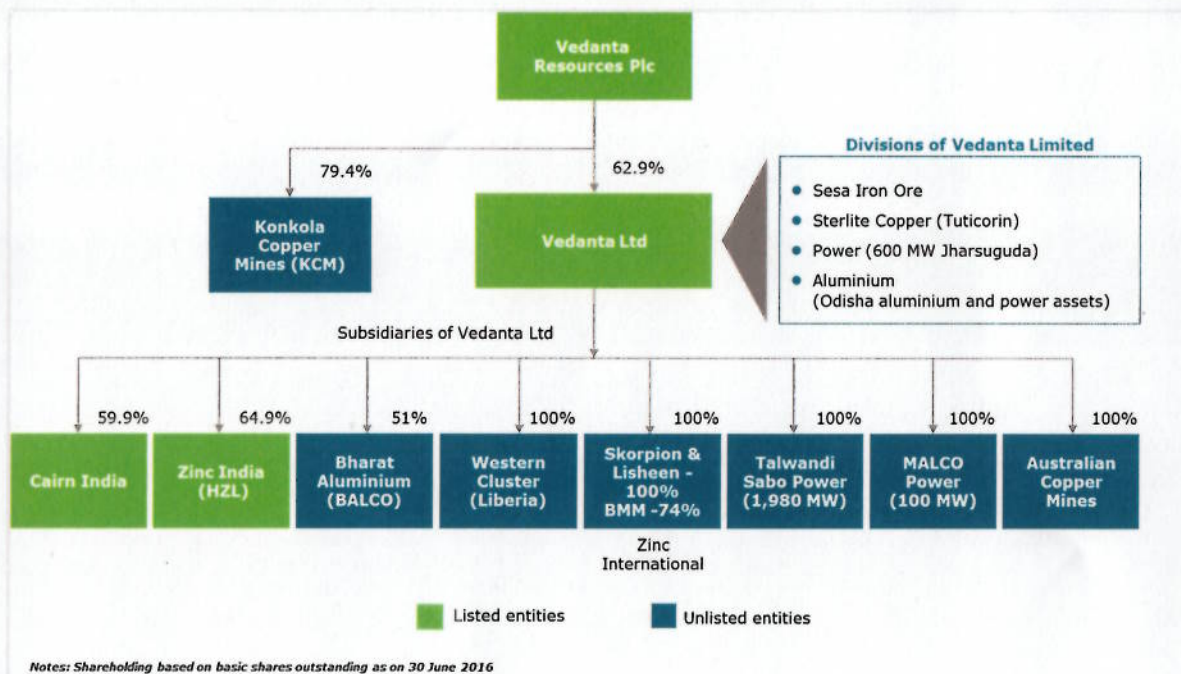 Vedanta
Resources Plc
79.4%
62.9%
Konkola
Copper
Mines (KCM)
Vedanta Ltd
Divisions of Vedanta Limited
Sesa Iron Ore
Sterlite Copper (Tuticorin)
Power (600 MW Jharsuguda)
Aluminium
(Odisha aluminium and power assets)
Subsidiaries of Vedanta Ltd
59.9%
64.9%
51%
100%
100%
100%
100%
100%
Cairn India
Zinc India
(HZL)
Bharat
Aluminium
(BALCO)
Western
Cluster
(Liberia)
Skorpion &
Lisheen -
100%
BMM -74%
Talwandi
Sabo Power
(1,980 MW)
MALCO
Power
(100 MW)
Australian
Copper
Mines
Zinc
International
Listed entities
Unlisted entities
Notes: Shareholding based on basic shares outstanding as on 30 June 2016